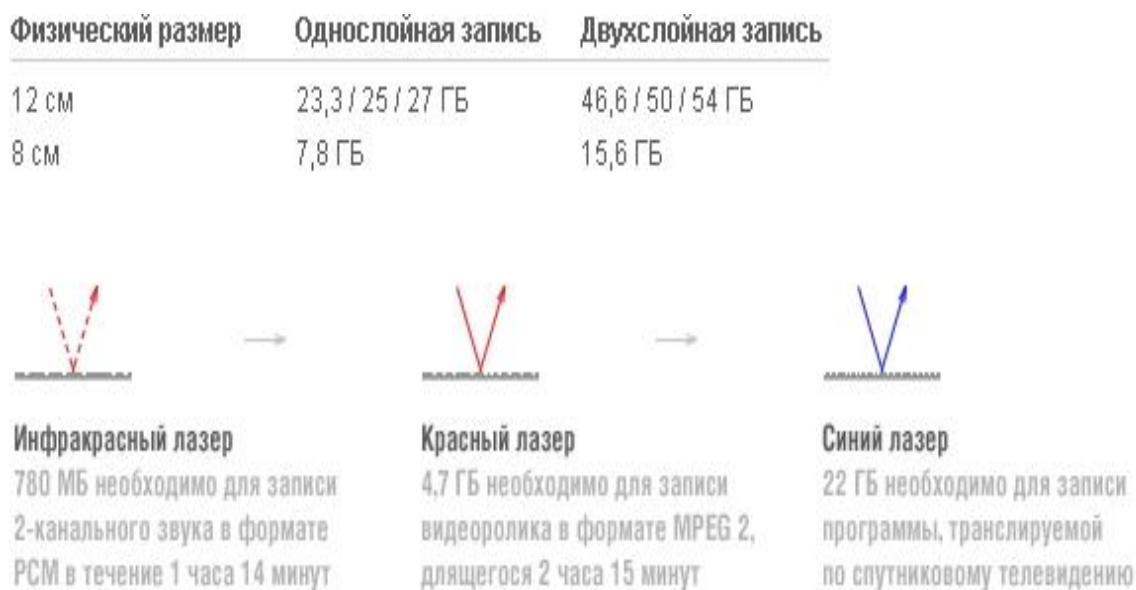 Физический размер Однослойная запись Двухслойная запись
12 см 23,3 / 25 / 27 ГБ 46,6 / 50 / 54 ГБ
8 см 7,8 ГБ 15,6 ГБ
Инфракрасный лазер
780 МБ необходимо для записи
2-канального звука в формате
PCM в течение 1 часа 14 минут
Красный лазер
4,7 ГБ необходимо для записи
видеоролика в формате MPEG 2,
длящегося 2 часа 15 минут
Синий лазер
22 ГБ необходимо для записи
программы, транслируемой
по спутниковому телевидению